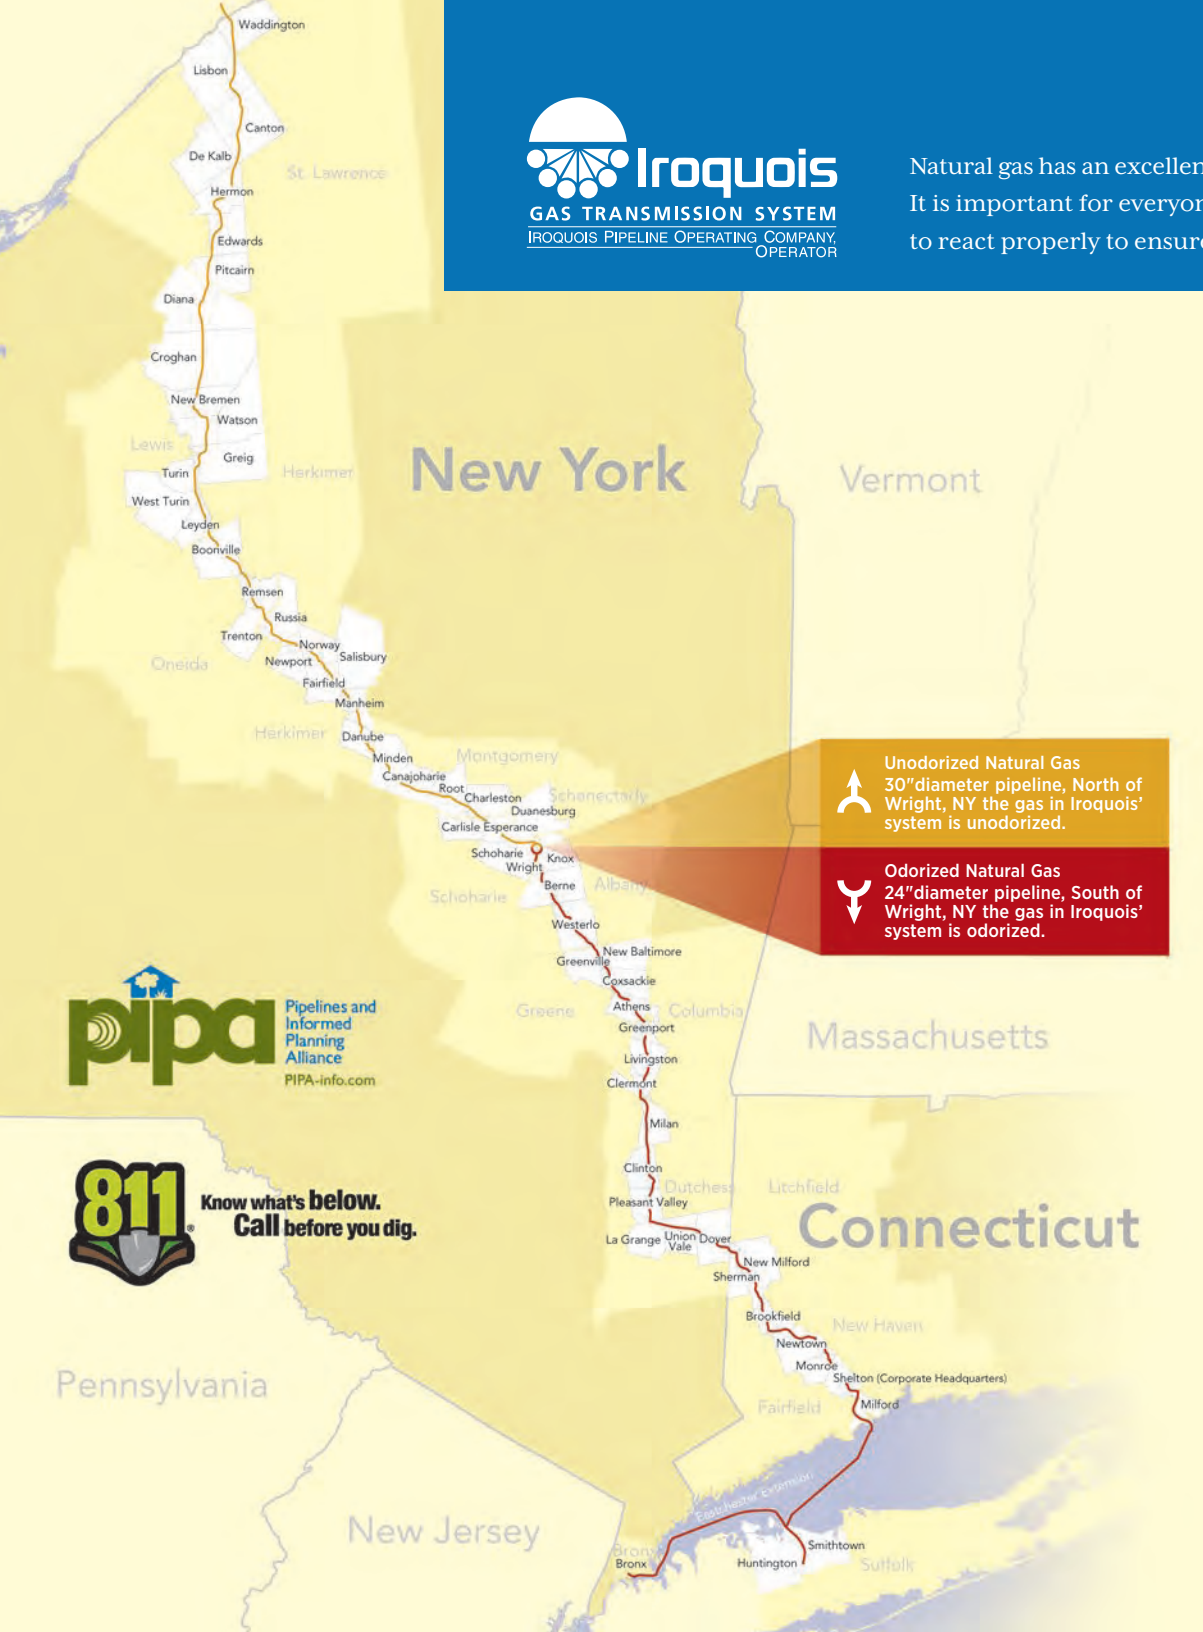 Waddington
Lisbon
Canton
De Kalb
St. Lawrence
Hermon
Edwards
Pitcairn
Diana
Croghan
New Bremen
Watson
Lewis
Greig
Herkimer
Turin
West Turin
Leyden
Boonville
Remsen
Russia
Trenton
Norway
Salisbury
Newport
Oneida
Fairfield
Manheim
Herkimer
Danube
Montgomery
Minden
Canajoharie
Root
Charleston
Schenectady
Duanesburg
Carlisle Esperance
Schoharie
Knox
Wright
Berne
Albany
Schoharie
Westerlo
New Baltimore
Greenville
Coxsackie
Athens
Greene
Columbia
Greenport
Livingston
Clermont
Milan
Clinton
Dutchess
Litchfield
Pleasant Valley
La Grange
Union
Vale
Dover
New Milford
Sherman
Brookfield
New Haven
Newtown
Monroe
Shelton (Corporate Headquarters)
Fairfield
Milford
Eastchester Extension
Bronx
Bronx
Smithtown
Huntington
Suffolk
New York
Vermont
Massachusetts
Connecticut
Pennsylvania
New Jersey
Iroquois
GAS TRANSMISSION SYSTEM
IROQUOIS PIPELINE OPERATING COMPANY,
OPERATOR
Natural gas has an excellen
It is important for everyon
to react properly to ensure
Unodorized Natural Gas
30"diameter pipeline, North of
Wright, NY the gas in Iroquois'
system is unodorized.
Odorized Natural Gas
24"diameter pipeline, South of
Wright, NY the gas in Iroquois'
system is odorized.
pipa
Pipelines and
Informed
Planning
Alliance
PIPA-info.com
811®
Know what's below.
Call before you dig.